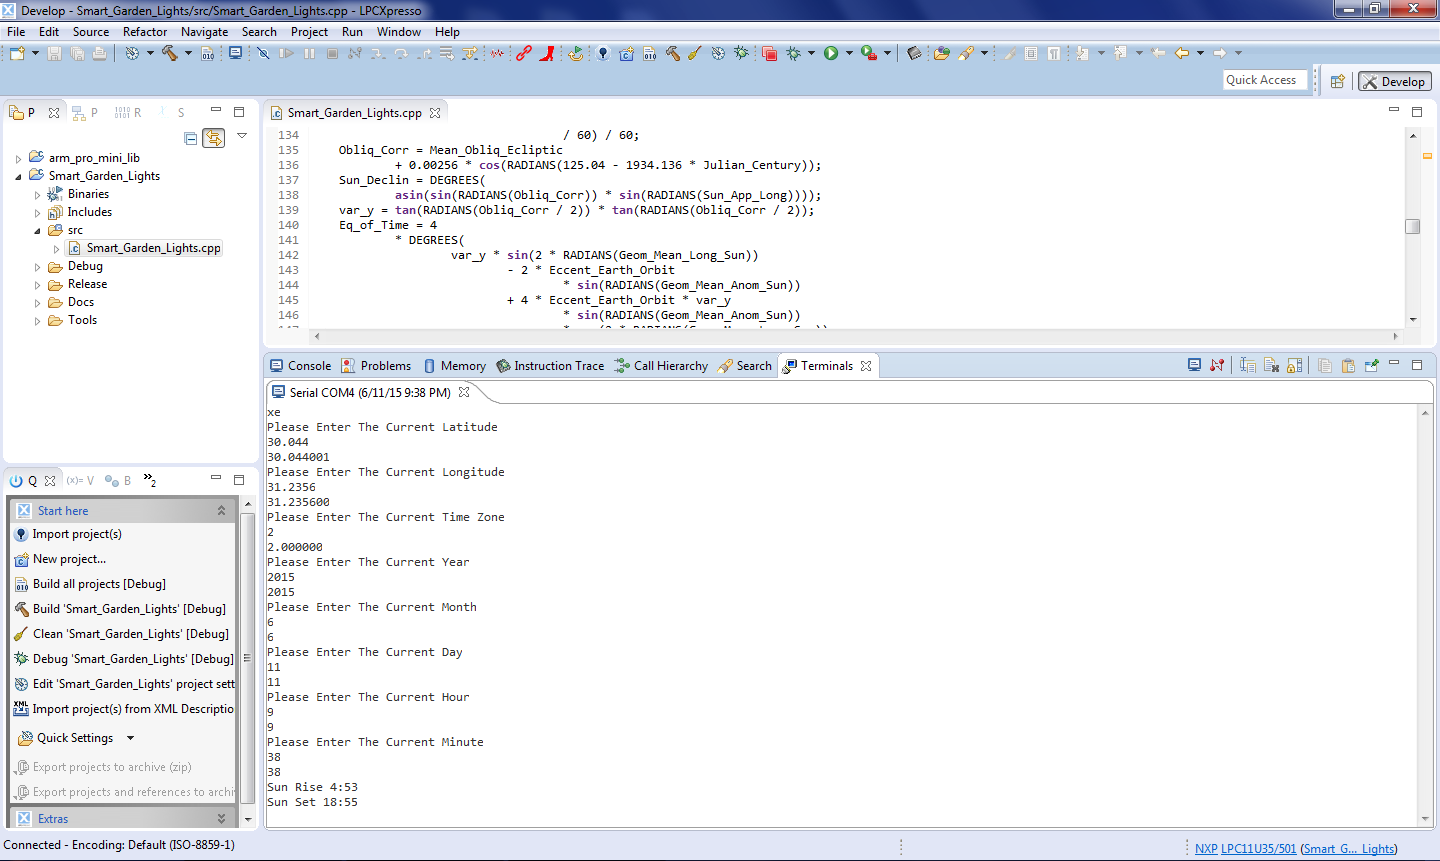 Develop - Smart_Garden_Lights/src/Smart_Garden_Lights.cpp - LPCXpresso
File Edit Source Refactor Navigate Search Project Run Window Help
Quick Access
Develop
P P R S
arm_pro_mini_lib
Smart_Garden_Lights
Binaries
Includes
src
Smart_Garden_Lights.cpp
Debug
Release
Docs
Tools
Smart_Garden_Lights.cpp
134 / 60) / 60;
135 Obliq_Corr = Mean_Obliq_Ecliptic
136 + 0.00256 * cos(RADIANS(125.04 - 1934.136 * Julian_Century));
137 Sun_Declin = DEGREES(
138 asin(sin(RADIANS(Obliq_Corr)) * sin(RADIANS(Sun_App_Long))));
139 var_y = tan(RADIANS(Obliq_Corr / 2)) * tan(RADIANS(Obliq_Corr / 2));
140 Eq_of_Time = 4
141 * DEGREES(
142 var_y * sin(2 * RADIANS(Geom_Mean_Long_Sun))
143 - 2 * Eccent_Earth_Orbit
144 * sin(RADIANS(Geom_Mean_Anom_Sun))
145 + 4 * Eccent_Earth_Orbit * var_y
146 * sin(RADIANS(Geom_Mean_Anom_Sun))
Q (x)= V B »2
Start here
Import project(s)
New project...
Build all projects [Debug]
Build 'Smart_Garden_Lights' [Debug]
Clean 'Smart_Garden_Lights' [Debug]
Debug 'Smart_Garden_Lights' [Debug]
Edit 'Smart_Garden_Lights' project sett
Import project(s) from XML Descriptio
Quick Settings
Export projects to archive (zip)
Export projects and references to archi
Extras
Console Problems Memory Instruction Trace Call Hierarchy Search Terminals
Serial COM4 (6/11/15 9:38 PM)
xe
Please Enter The Current Latitude
30.044
30.044001
Please Enter The Current Longitude
31.2356
31.235600
Please Enter The Current Time Zone
2
2.000000
Please Enter The Current Year
2015
2015
Please Enter The Current Month
6
6
Please Enter The Current Day
11
11
Please Enter The Current Hour
9
9
Please Enter The Current Minute
38
38
Sun Rise 4:53
Sun Set 18:55
Connected - Encoding: Default (ISO-8859-1)
NXP LPC11U35/501 (Smart_G... Lights)